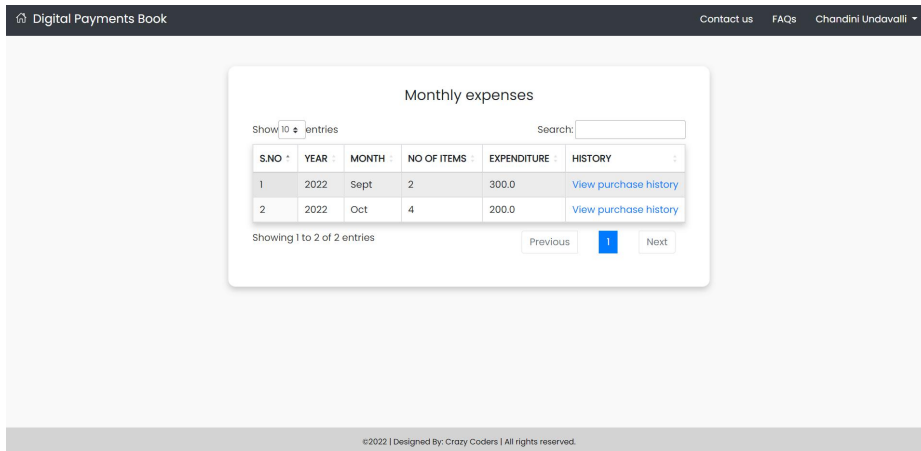 Digital Payments Book Contact us FAQs Chandini Undavalli
Monthly expenses
Show 10 entries Search:
S.NO YEAR MONTH NO OF ITEMS EXPENDITURE HISTORY
1 2022 Sept 2 300.0 View purchase history
2 2022 Oct 4 200.0 View purchase history
Showing 1 to 2 of 2 entries Previous 1 Next
©2022 | Designed By: Crazy Coders | All rights reserved.